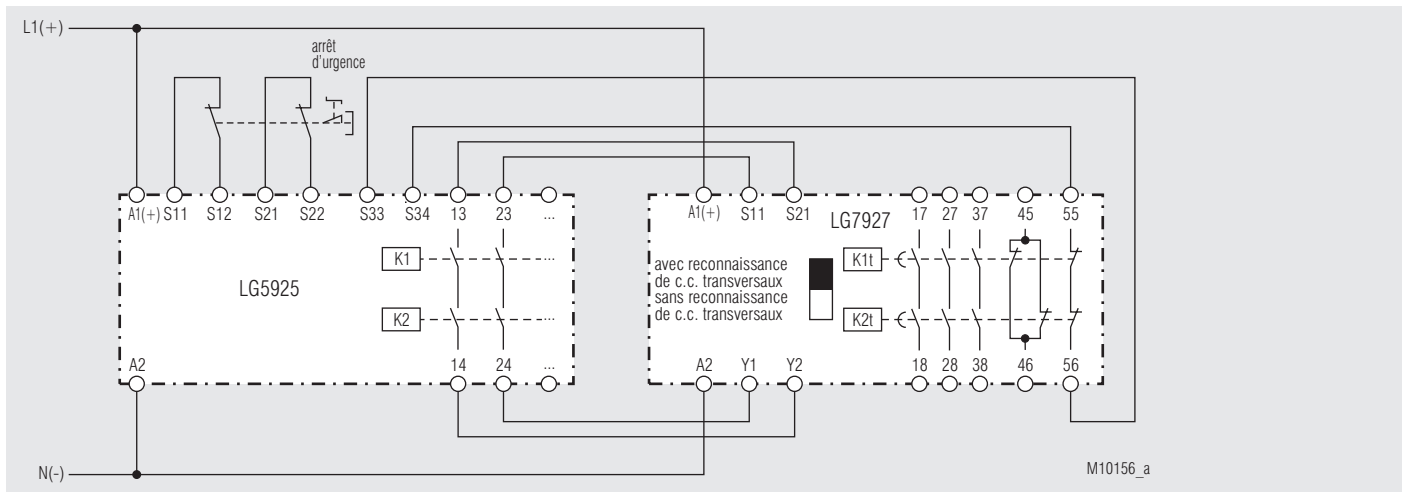 L1(+)
arrêt
d'urgence
A1(+) S11 S12 S21 S22 S33 S34 13 23 ...
A1(+) S11 S21 17 27 37 45 55
LG7927
K1 ...
avec reconnaissance
de c.c. transversaux
sans reconnaissance
de c.c. transversaux
K1t
LG5925
K2 ...
K2t
A2 14 24 ...
A2 Y1 Y2 18 28 38 46 56
N(-)
M10156_a